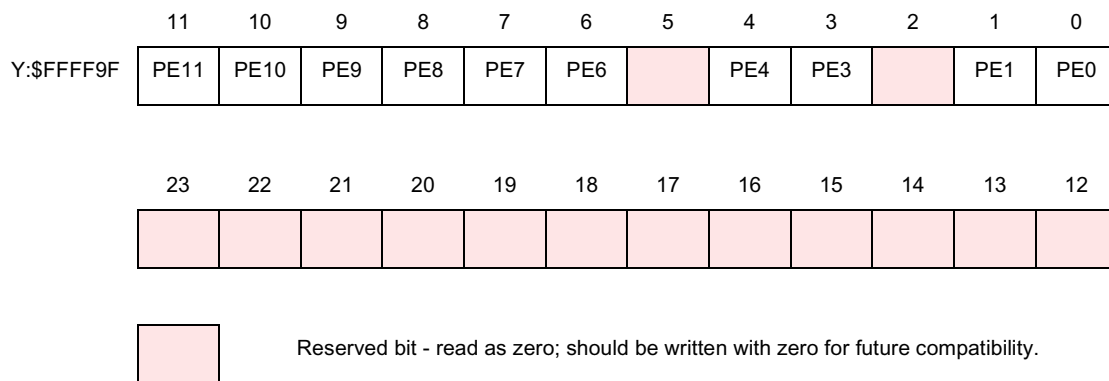 11 10 9 8 7 6 5 4 3 2 1 0
Y:$FFFF9F PE11 PE10 PE9 PE8 PE7 PE6 PE4 PE3 PE1 PE0
23 22 21 20 19 18 17 16 15 14 13 12
Reserved bit - read as zero; should be written with zero for future compatibility.